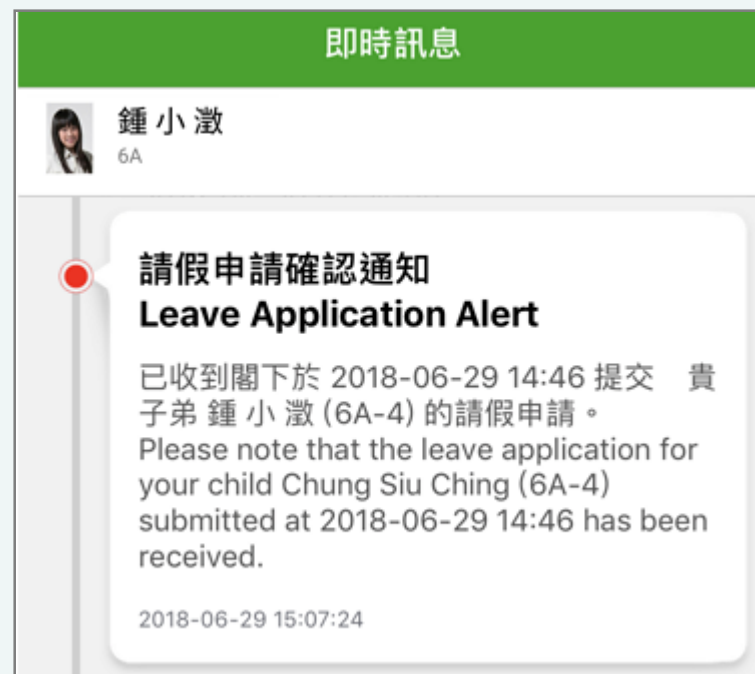 即時訊息
鍾 小 澂
6A
請假申請確認通知
Leave Application Alert
已收到閣下於 2018-06-29 14:46 提交　貴
子弟 鍾 小 澂 (6A-4) 的請假申請。
Please note that the leave application for
your child Chung Siu Ching (6A-4)
submitted at 2018-06-29 14:46 has been
received.
2018-06-29 15:07:24